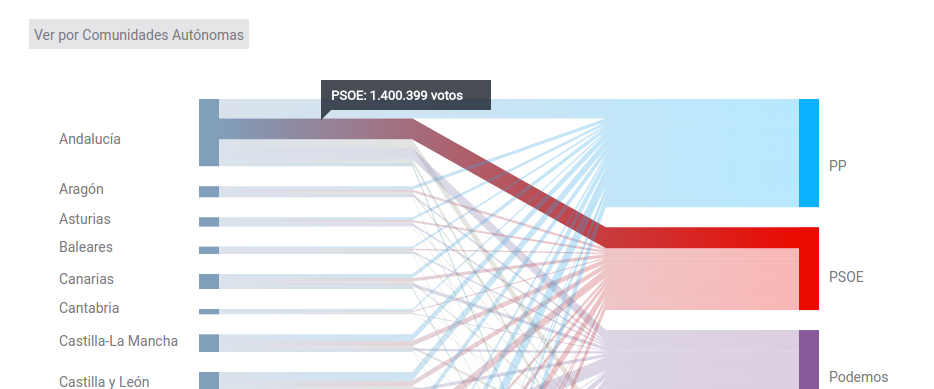 Ver por Comunidades Autónomas
PSOE: 1.400.399 votos
Andalucía
PP
Aragón
Asturias
Baleares
Canarias
PSOE
Cantabria
Castilla-La Mancha
Podemos
Castilla y León